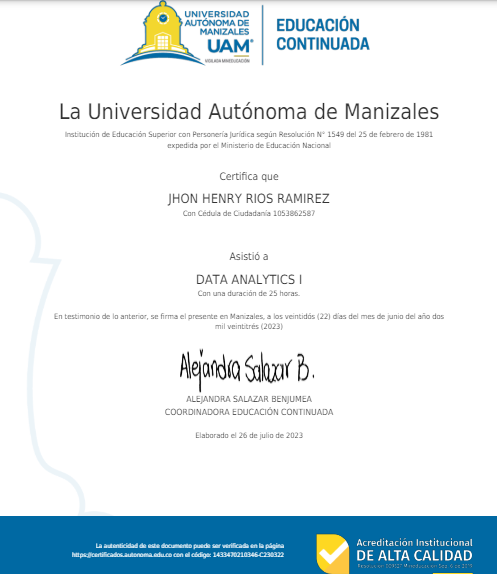 UNIVERSIDAD
AUTÓNOMA DE
MANIZALES
UAM®
VIGILADA MINEDUCACIÓN
EDUCACIÓN
CONTINUADA
La Universidad Autónoma de Manizales
Institución de Educación Superior con Personería Jurídica según Resolución N° 1549 del 25 de febrero de 1981
expedida por el Ministerio de Educación Nacional
Certifica que
JHON HENRY RIOS RAMIREZ
Con Cédula de Ciudadanía 1053862587
Asistió a
DATA ANALYTICS I
Con una duración de 25 horas.
En testimonio de lo anterior, se firma el presente en Manizales, a los veintidós (22) días del mes de junio del año dos
mil veintitrés (2023)
Alejandra Salazar B.
ALEJANDRA SALAZAR BENJUMEA
COORDINADORA EDUCACIÓN CONTINUADA
Elaborado el 26 de julio de 2023
La autenticidad de este documento puede ser verificada en la página
https://certificados.autonoma.edu.co con el código: 1433470210346-C230322
Acreditación Institucional
DE ALTA CALIDAD